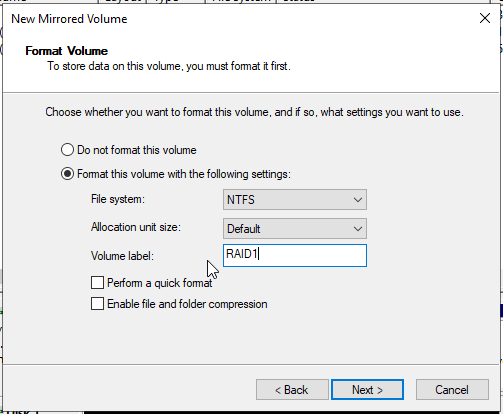 New Mirrored Volume
Format Volume
To store data on this volume, you must format it first.
Choose whether you want to format this volume, and if so, what settings you want to use.
Do not format this volume
Format this volume with the following settings:
File system: NTFS
Allocation unit size: Default
Volume label: RAID1
Perform a quick format
Enable file and folder compression
< Back Next > Cancel